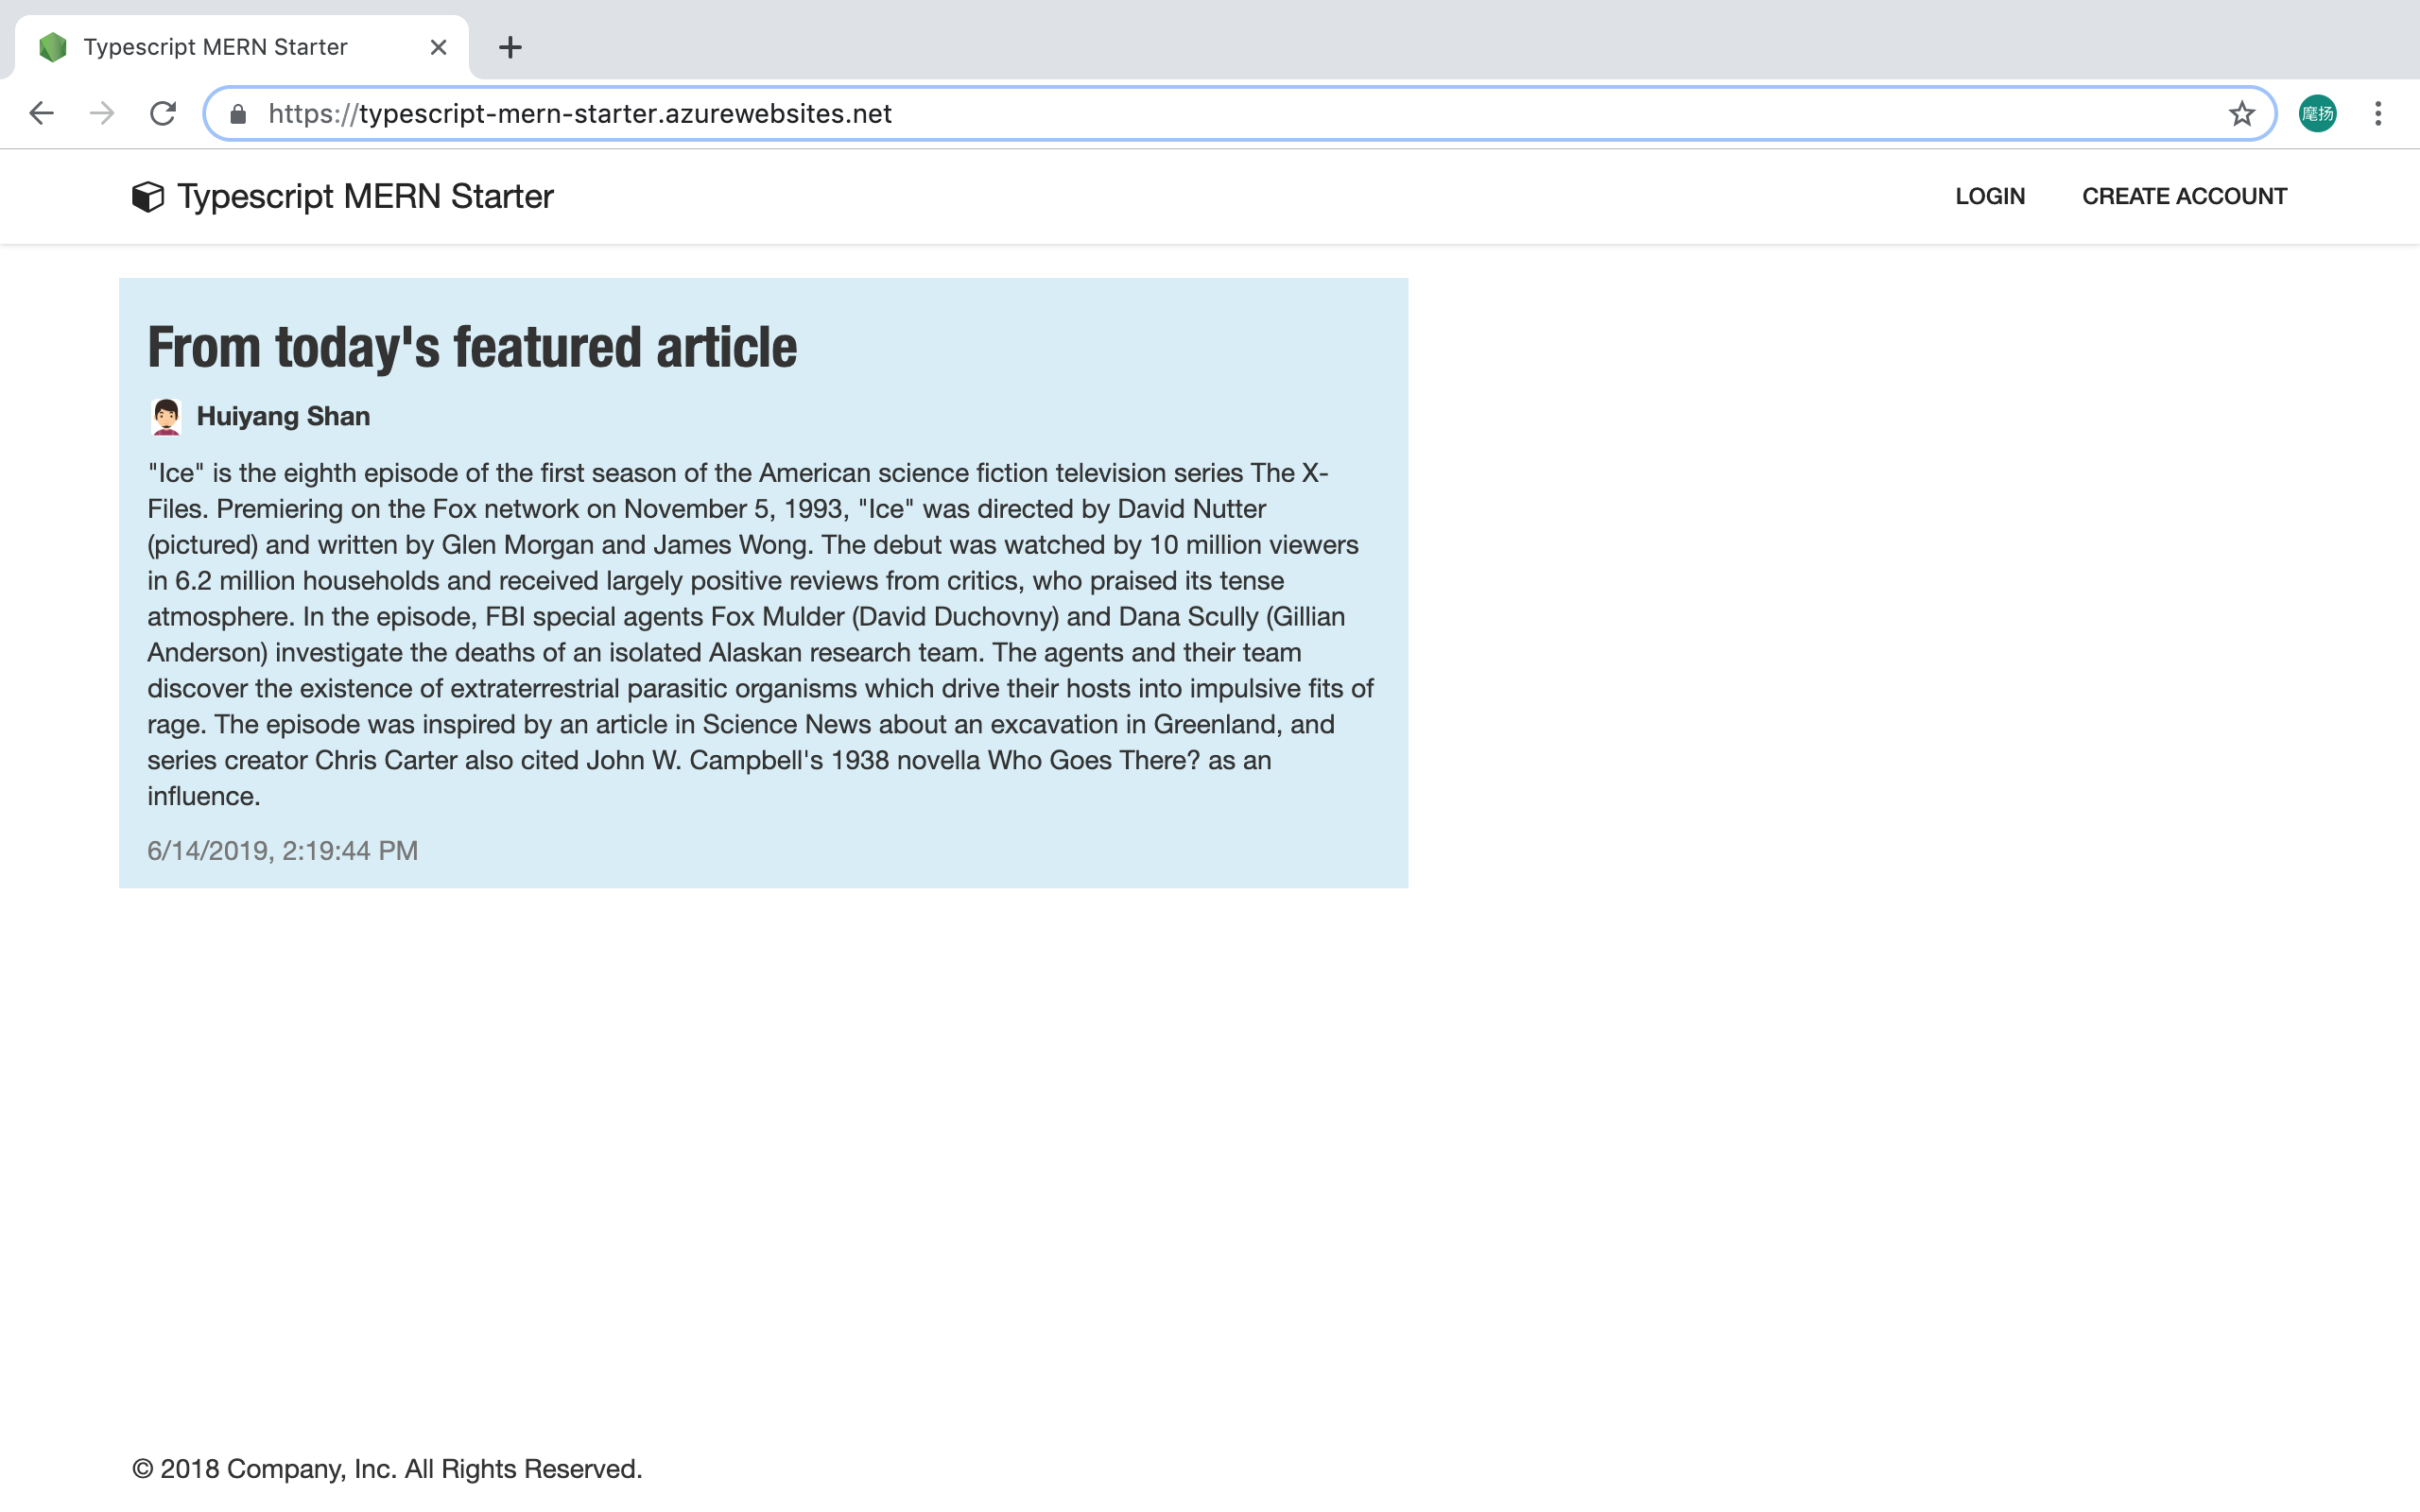 Typescript MERN Starter
https://typescript-mern-starter.azurewebsites.net
Typescript MERN Starter
LOGIN
CREATE ACCOUNT
From today's featured article
Huiyang Shan
"Ice" is the eighth episode of the first season of the American science fiction television series The X-
Files. Premiering on the Fox network on November 5, 1993, "Ice" was directed by David Nutter
(pictured) and written by Glen Morgan and James Wong. The debut was watched by 10 million viewers
in 6.2 million households and received largely positive reviews from critics, who praised its tense
atmosphere. In the episode, FBI special agents Fox Mulder (David Duchovny) and Dana Scully (Gillian
Anderson) investigate the deaths of an isolated Alaskan research team. The agents and their team
discover the existence of extraterrestrial parasitic organisms which drive their hosts into impulsive fits of
rage. The episode was inspired by an article in Science News about an excavation in Greenland, and
series creator Chris Carter also cited John W. Campbell's 1938 novella Who Goes There? as an
influence.
6/14/2019, 2:19:44 PM
© 2018 Company, Inc. All Rights Reserved.